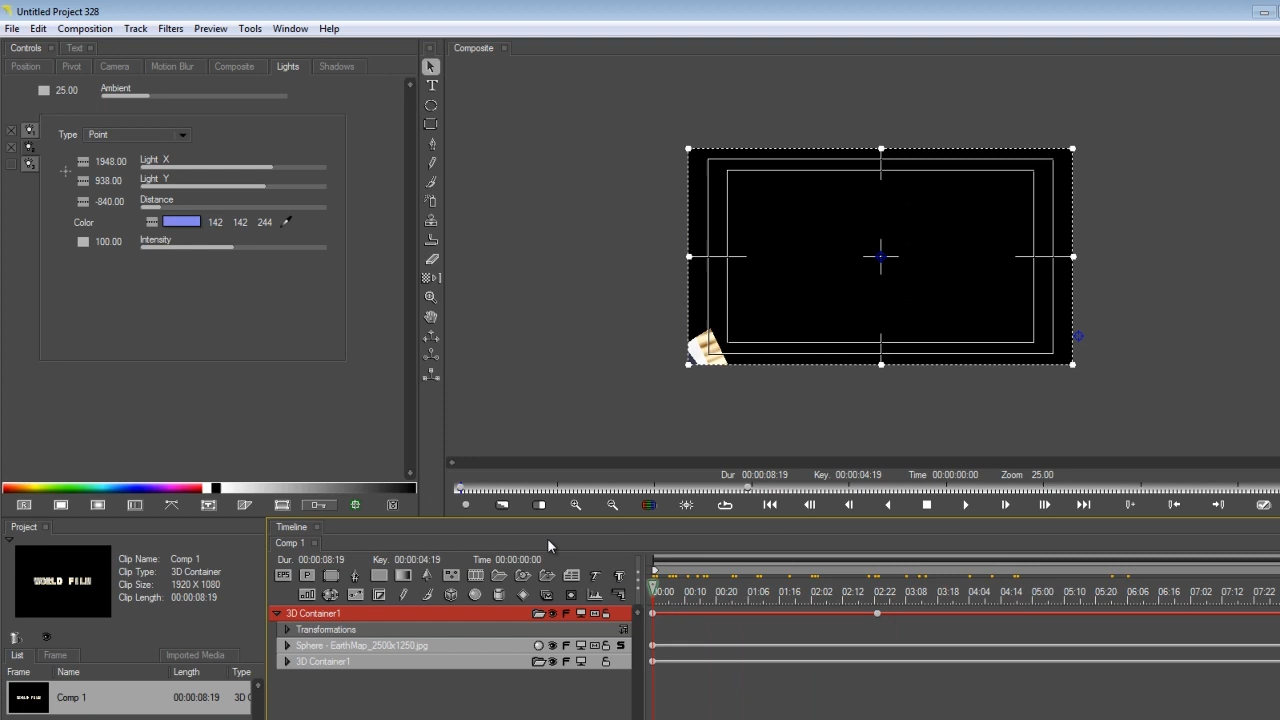 Untitled Project 328
File Edit Composition Track Filters Preview Tools Window Help
Controls Text Composite
Position Pivot Camera Motion Blur Composite Lights Shadows
25.00 Ambient
Type Point
1948.00 Light X
938.00 Light Y
-840.00 Distance
Color 142 142 244
100.00 Intensity
Dur 00:00:08:19 Key. 00:00:04:19 Time 00:00:00:00 Zoom 25.00
Project
WORLD FILM
Clip Name: Comp 1
Clip Type: 3D Container
Clip Size: 1920 X 1080
Clip Length: 00:00:08:19
List Frame Imported Media
Frame Name Length Type
WORLD FILM Comp 1 00:00:08:19 3D C
Timeline
Comp 1
Dur. 00:00:08:19 Key: 00:00:04:19 Time 00:00:00:00
EPS P T T
00:00 00:10 00:20 01:06 01:16 02:02 02:12 02:22 03:08 03:18 04:04 04:14 05:00 05:10 05:20 06:06 06:16 07:02 07:12 07:22
3D Container1 F
Transformations
Sphere - EarthMap_2500x1250.jpg F S
3D Container1 F